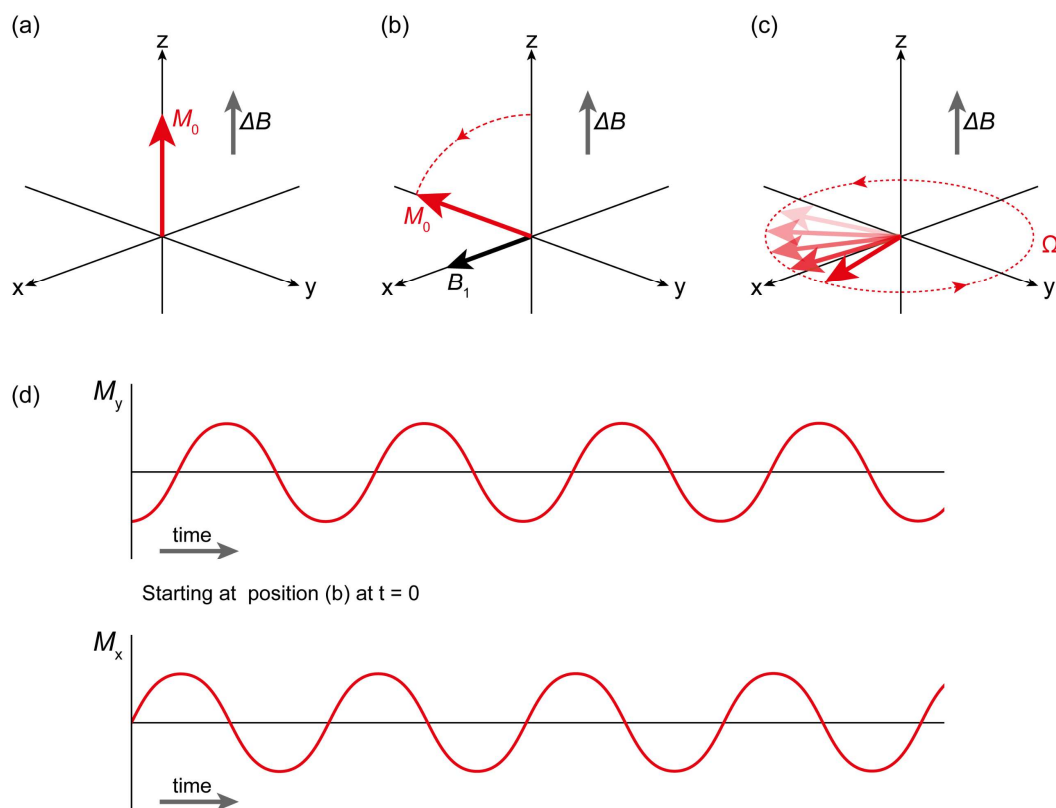 (a)
z
M0
ΔB
x
y
(b)
z
ΔB
M0
x
B1
y
(c)
z
ΔB
Ω
x
y
(d)
My
time
Starting at position (b) at t = 0
Mx
time